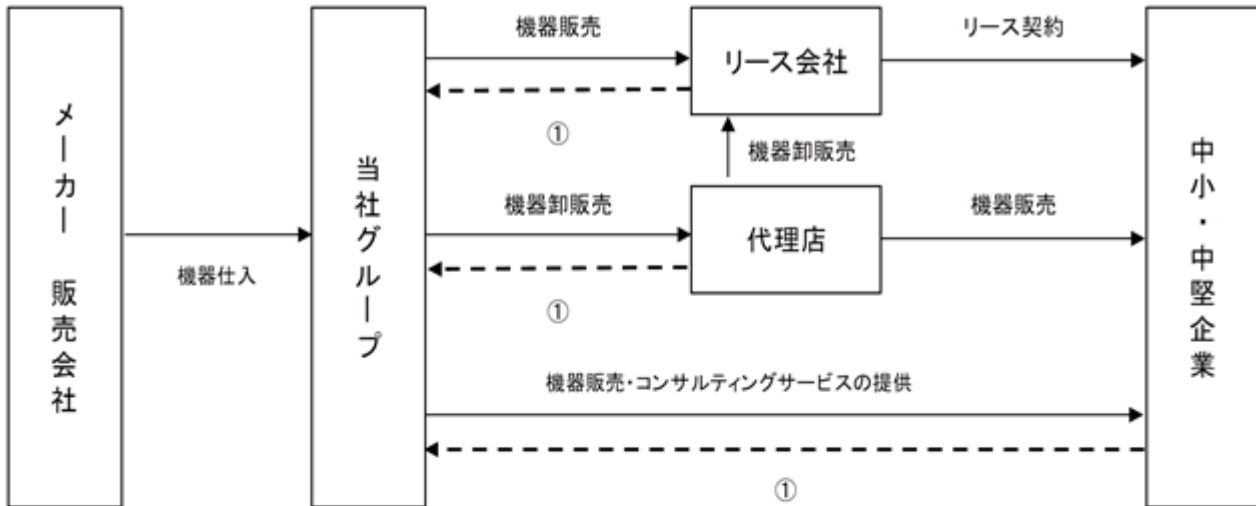 メーカー 販売会社
機器仕入
当社グループ
機器販売
①
リース会社
リース契約
機器卸販売
機器卸販売
①
代理店
機器販売
機器販売・コンサルティングサービスの提供
①
中小・中堅企業